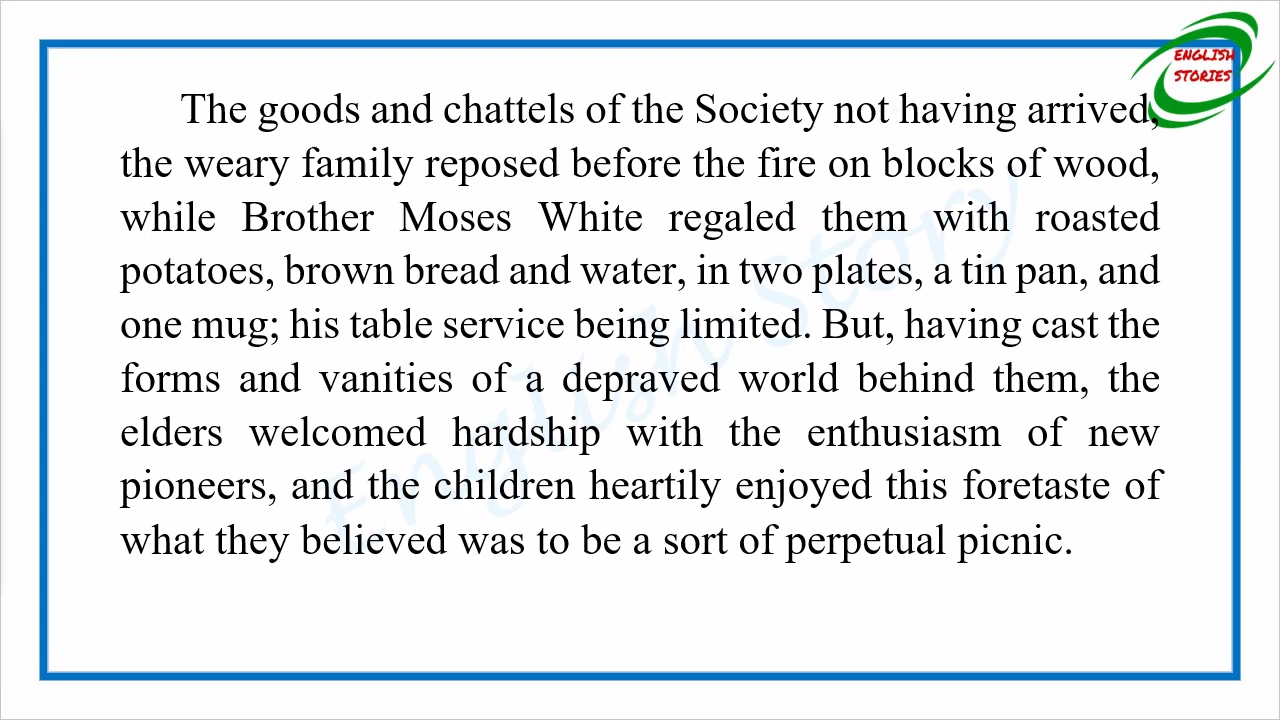 ENGLISH
STORIES
The goods and chattels of the Society not having arrived,
the weary family reposed before the fire on blocks of wood,
while Brother Moses White regaled them with roasted
potatoes, brown bread and water, in two plates, a tin pan, and
one mug; his table service being limited. But, having cast the
forms and vanities of a depraved world behind them, the
elders welcomed hardship with the enthusiasm of new
pioneers, and the children heartily enjoyed this foretaste of
what they believed was to be a sort of perpetual picnic.
English Story